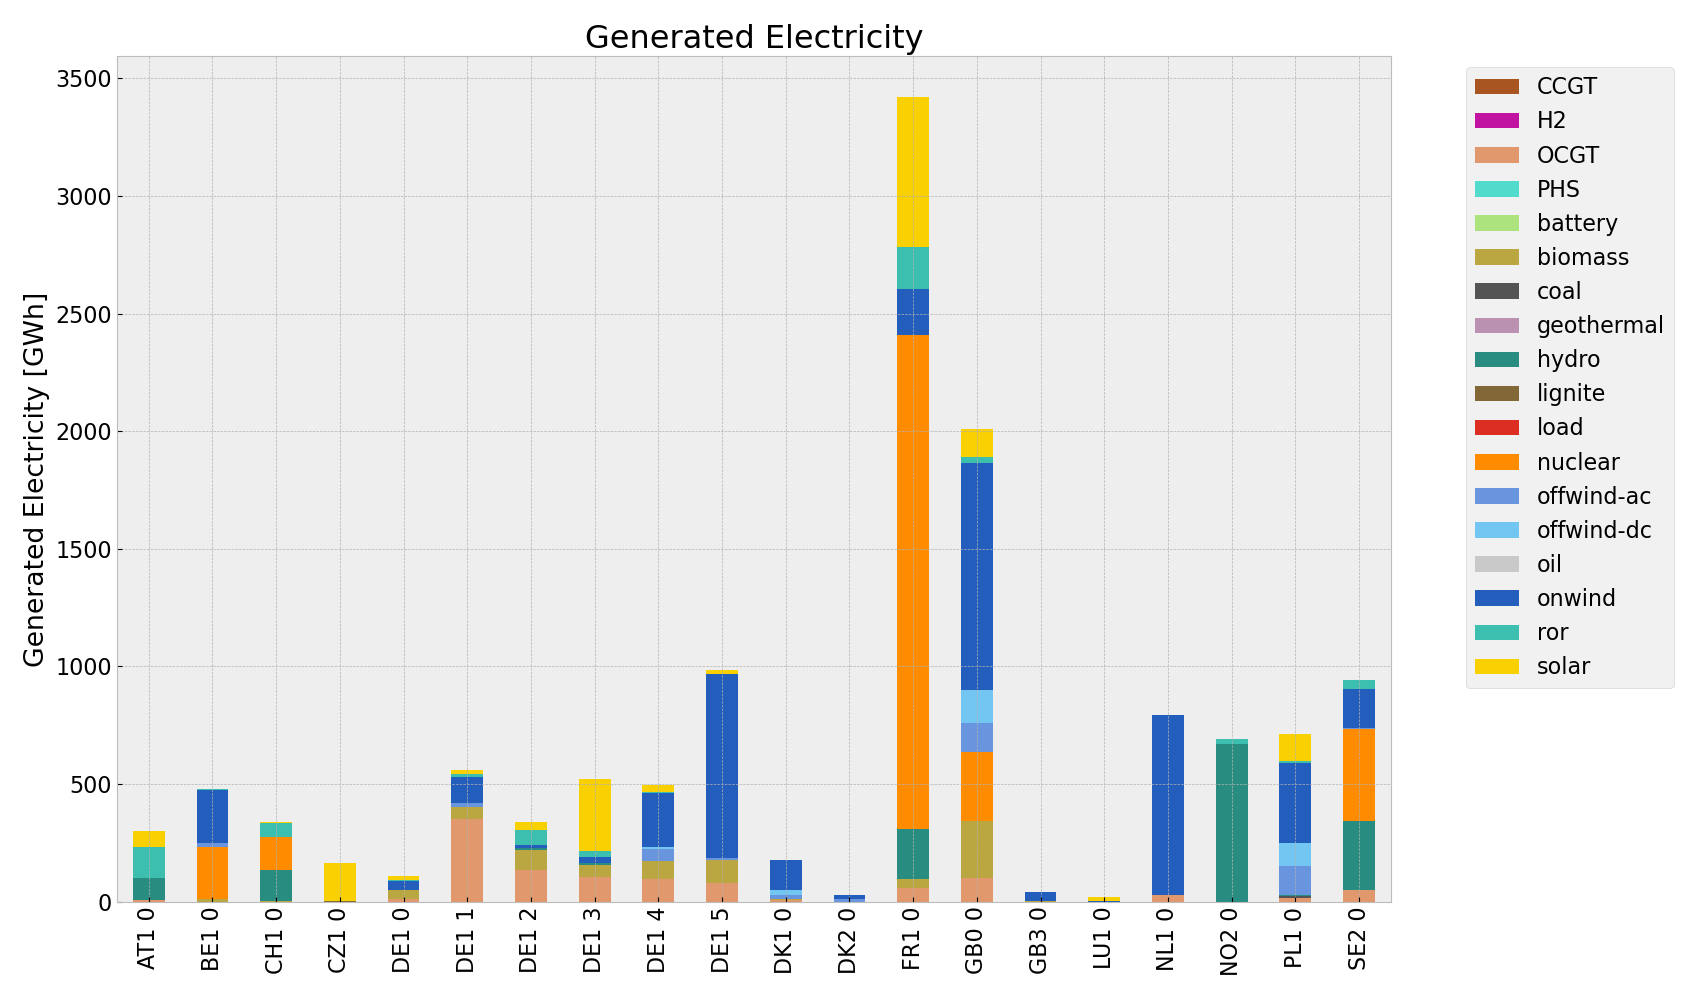 Generated Electricity
Generated Electricity [GWh]
3500
3000
2500
2000
1500
1000
500
0
AT1 0
BE1 0
CH1 0
CZ1 0
DE1 0
DE1 1
DE1 2
DE1 3
DE1 4
DE1 5
DK1 0
DK2 0
FR1 0
GB0 0
GB3 0
LU1 0
NL1 0
NO2 0
PL1 0
SE2 0
CCGT
H2
OCGT
PHS
battery
biomass
coal
geothermal
hydro
lignite
load
nuclear
offwind-ac
offwind-dc
oil
onwind
ror
solar